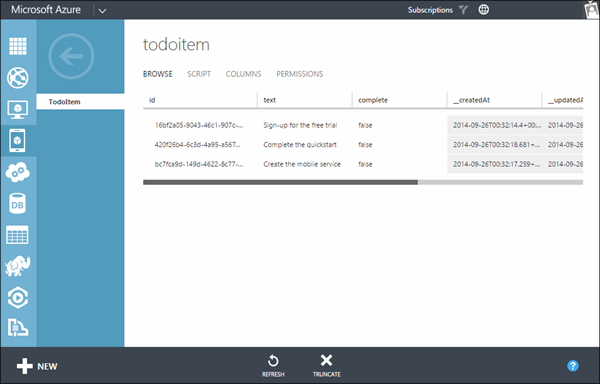 Microsoft Azure
Subscriptions
todoitem
BROWSE SCRIPT COLUMNS PERMISSIONS
TodoItem
id text complete __createdAt __updatedA
16bf2a05-9043-46c1-907c-... Sign-up for the free trial false 2014-09-26T00:32:14.4+00:... 2014-09-26
420f26b4-6c3d-4a95-a567... Complete the quickstart false 2014-09-26T00:32:18.681+... 2014-09-26
bc7fca9d-149d-4622-8c77-... Create the mobile service false 2014-09-26T00:32:17.259+... 2014-09-26
DB
NEW REFRESH TRUNCATE ?